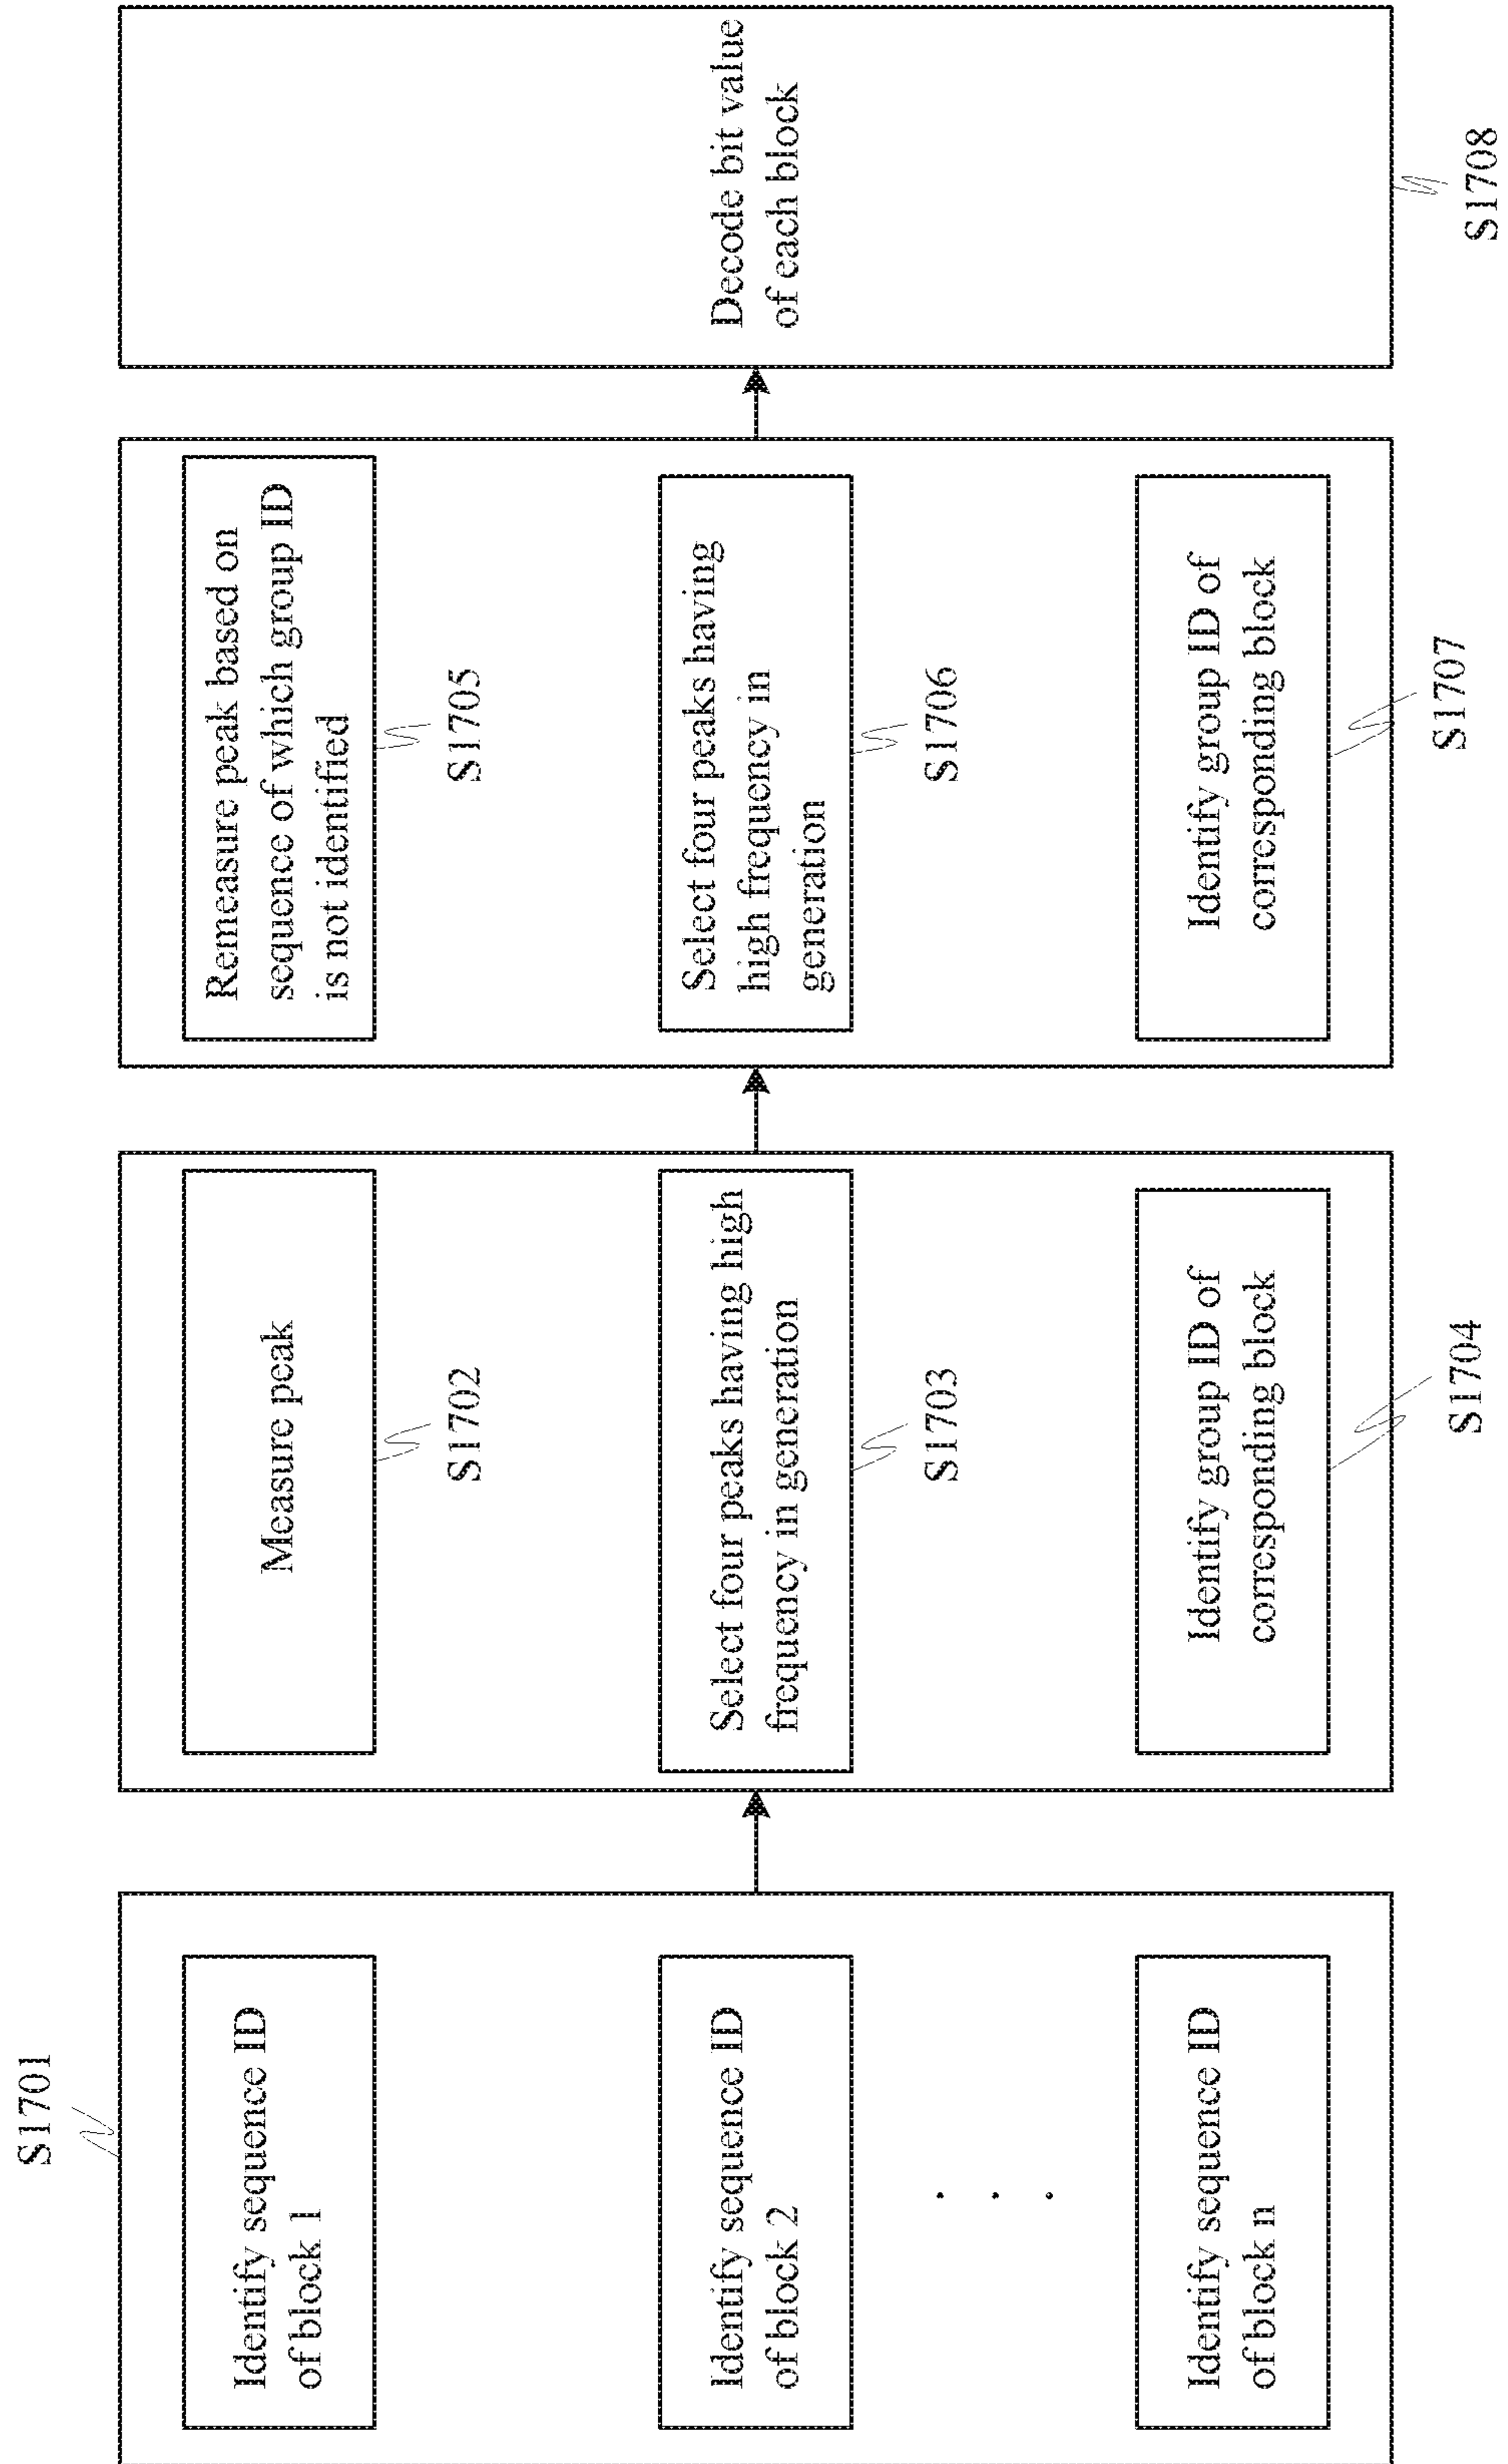 S1701
Identify sequence ID
of block 1
Identify sequence ID
of block 2
. . .
Identify sequence ID
of block n
Measure peak
S1702
Select four peaks having high
frequency in generation
S1703
Identify group ID of
corresponding block
S1704
Remeasure peak based on
sequence of which group ID
is not identified
S1705
Select four peaks having
high frequency in
generation
S1706
Identify group ID of
corresponding block
S1707
Decode bit value
of each block
S1708